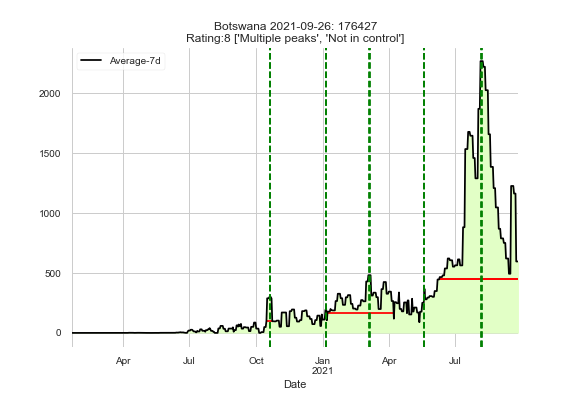 Botswana 2021-09-26: 176427
Rating:8 ['Multiple peaks', 'Not in control']
Average-7d
2000
1500
1000
500
0
Apr
Jul
Oct
Jan
2021
Apr
Jul
Date